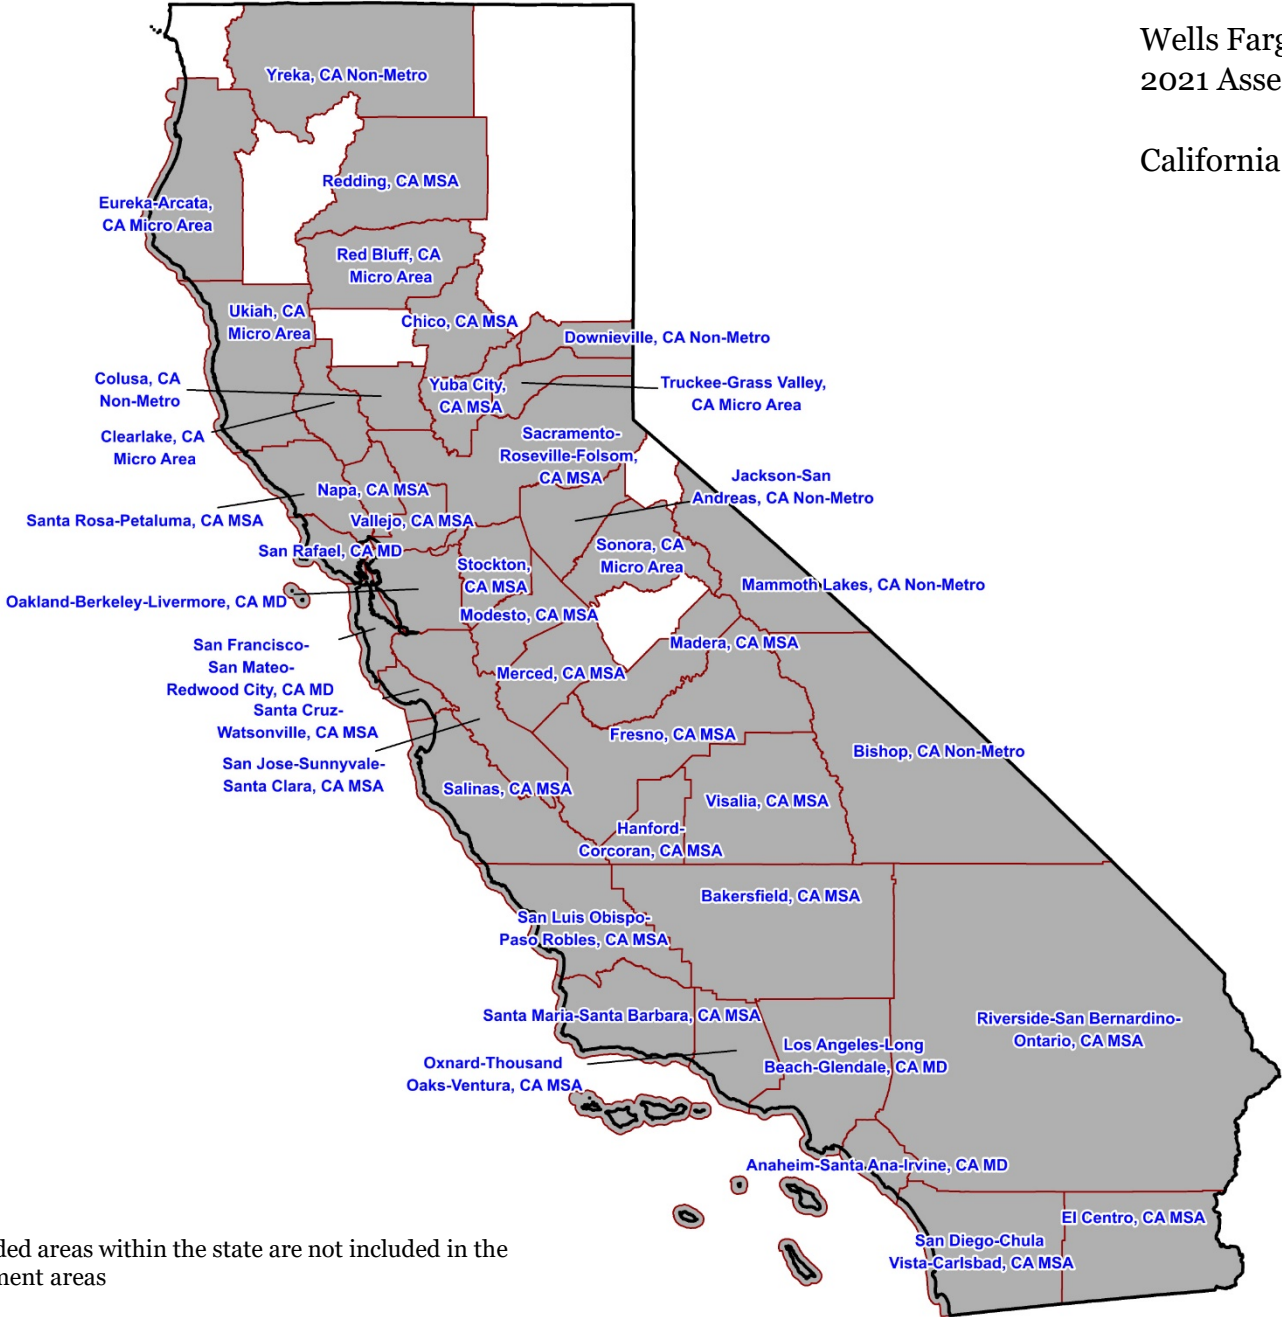 Wells Farg
2021 Asse
California
Yreka, CA Non-Metro
Redding, CA MSA
Eureka-Arcata,
CA Micro Area
Red Bluff, CA
Micro Area
Ukiah, CA
Micro Area
Chico, CA MSA
Downieville, CA Non-Metro
Colusa, CA
Non-Metro
Yuba City,
CA MSA
Truckee-Grass Valley,
CA Micro Area
Clearlake, CA
Micro Area
Sacramento-
Roseville-Folsom,
CA MSA
Jackson-San
Andreas, CA Non-Metro
Napa, CA MSA
Santa Rosa-Petaluma, CA MSA
Vallejo, CA MSA
San Rafael, CA MD
Stockton,
CA MSA
Sonora, CA
Micro Area
Mammoth Lakes, CA Non-Metro
Oakland-Berkeley-Livermore, CA MD
Modesto, CA MSA
San Francisco-
San Mateo-
Redwood City, CA MD
Madera, CA MSA
Merced, CA MSA
Santa Cruz-
Watsonville, CA MSA
Fresno, CA MSA
Bishop, CA Non-Metro
San Jose-Sunnyvale-
Santa Clara, CA MSA
Salinas, CA MSA
Visalia, CA MSA
Hanford-
Corcoran, CA MSA
Bakersfield, CA MSA
San Luis Obispo-
Paso Robles, CA MSA
Santa Maria-Santa Barbara, CA MSA
Riverside-San Bernardino-
Ontario, CA MSA
Los Angeles-Long
Beach-Glendale, CA MD
Oxnard-Thousand
Oaks-Ventura, CA MSA
Anaheim-Santa Ana-Irvine, CA MD
El Centro, CA MSA
San Diego-Chula
Vista-Carlsbad, CA MSA
ded areas within the state are not included in the
nent areas